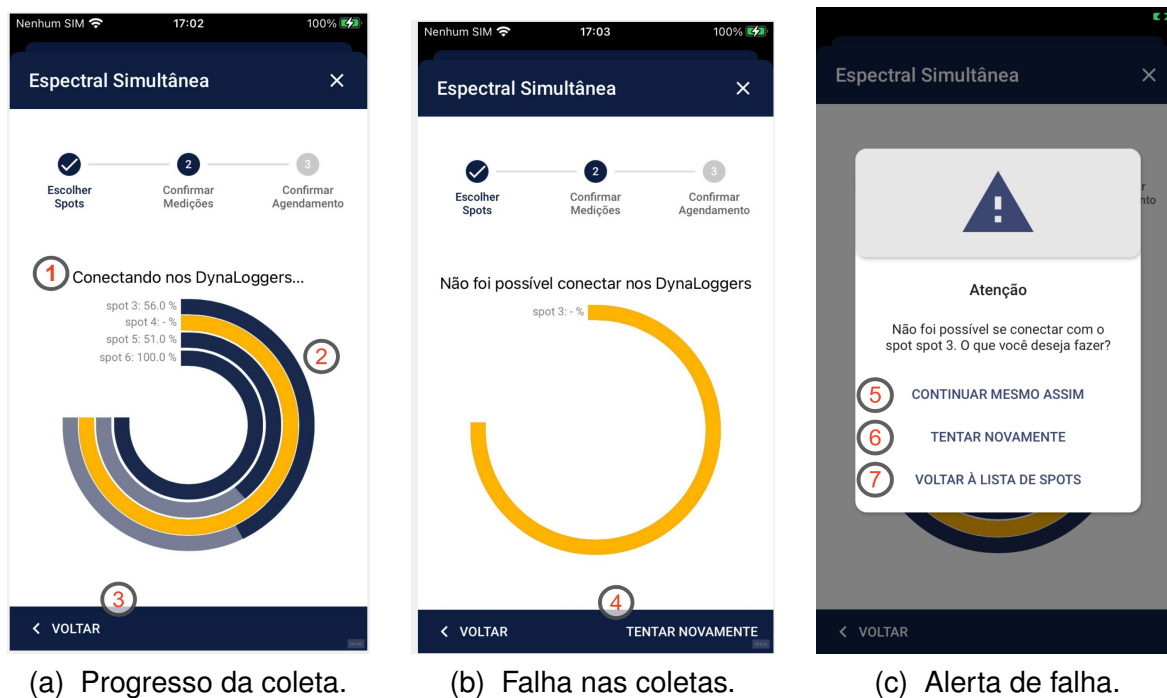 Nenhum SIM 17:02 100%
Espectral Simultânea
2
3
Escolher Spots
Confirmar Medições
Confirmar Agendamento
1
Conectando nos DynaLoggers...
spot 3: 56.0 %
spot 4: - %
spot 5: 51.0 %
spot 6: 100.0 %
2
3
VOLTAR
(a) Progresso da coleta.
Nenhum SIM 17:03 100%
Espectral Simultânea
2
3
Escolher Spots
Confirmar Medições
Confirmar Agendamento
Não foi possível conectar nos DynaLoggers
spot 3: - %
4
VOLTAR TENTAR NOVAMENTE
(b) Falha nas coletas.
Espectral Simultânea
r
nto
Atenção
Não foi possível se conectar com o
spot spot 3. O que você deseja fazer?
5 CONTINUAR MESMO ASSIM
6 TENTAR NOVAMENTE
7 VOLTAR À LISTA DE SPOTS
VOLTAR
(c) Alerta de falha.